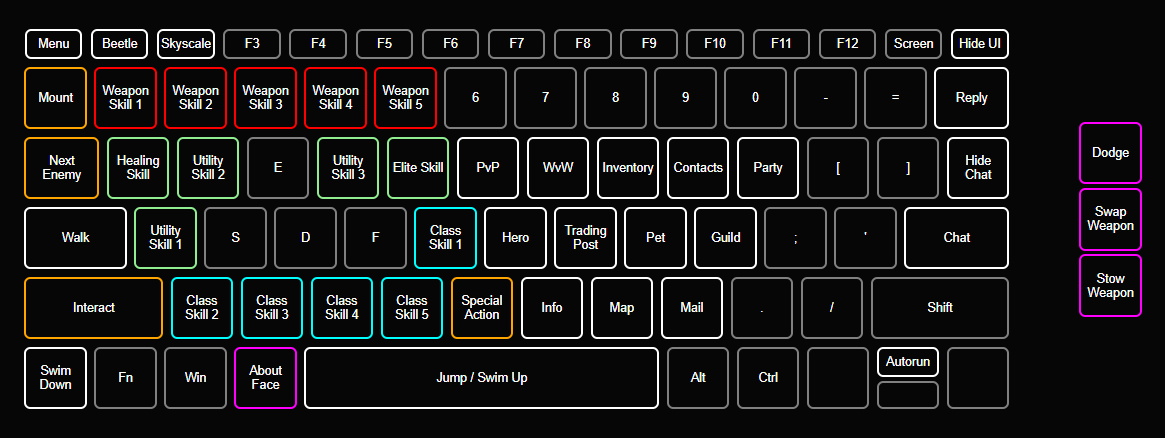 Menu Beetle Skyscale F3 F4 F5 F6 F7 F8 F9 F10 F11 F12 Screen Hide UI
Mount Weapon Skill 1 Weapon Skill 2 Weapon Skill 3 Weapon Skill 4 Weapon Skill 5 6 7 8 9 0 - = Reply
Next Enemy Healing Skill Utility Skill 2 E Utility Skill 3 Elite Skill PvP WvW Inventory Contacts Party [ ] Hide Chat
Walk Utility Skill 1 S D F Class Skill 1 Hero Trading Post Pet Guild ; ' Chat
Interact Class Skill 2 Class Skill 3 Class Skill 4 Class Skill 5 Special Action Info Map Mail . / Shift
Swim Down Fn Win About Face Jump / Swim Up Alt Ctrl Autorun
Dodge
Swap Weapon
Stow Weapon